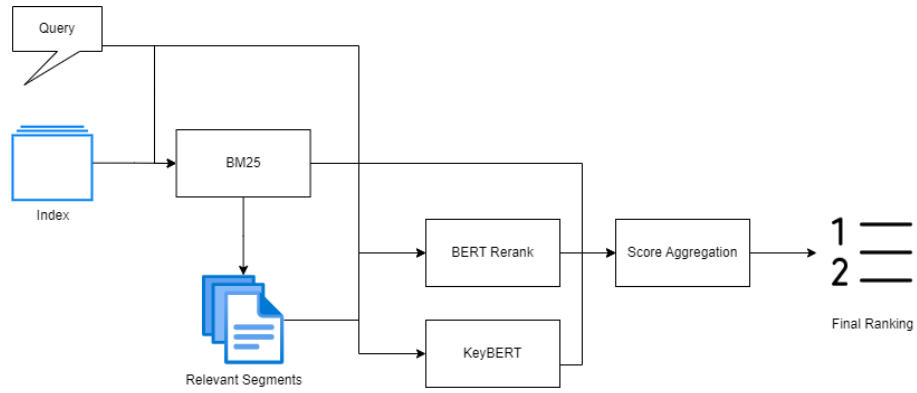 Query
BM25
Index
BERT Rerank
Score Aggregation
1
2
Final Ranking
KeyBERT
Relevant Segments